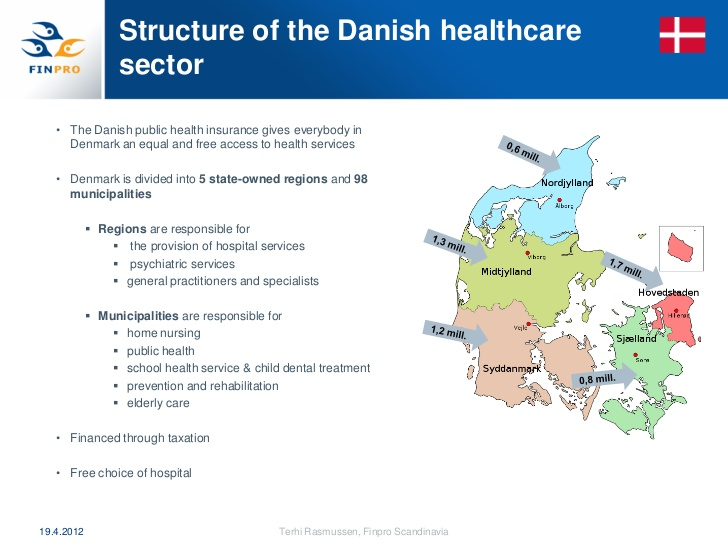 FINPRO
Structure of the Danish healthcare
sector
• The Danish public health insurance gives everybody in
Denmark an equal and free access to health services
• Denmark is divided into 5 state-owned regions and 98
municipalities
▪ Regions are responsible for
▪ the provision of hospital services
▪ psychiatric services
▪ general practitioners and specialists
▪ Municipalities are responsible for
▪ home nursing
▪ public health
▪ school health service & child dental treatment
▪ prevention and rehabilitation
▪ elderly care
• Financed through taxation
• Free choice of hospital
0,6 mill.
Nordjylland
Ålborg
1,3 mill.
Viborg
Midtjylland
1,7 mill.
Hovedstaden
Hillerød
1,2 mill.
Vejle
Sjælland
Sorø
Syddanmark
0,8 mill.
19.4.2012
Terhi Rasmussen, Finpro Scandinavia